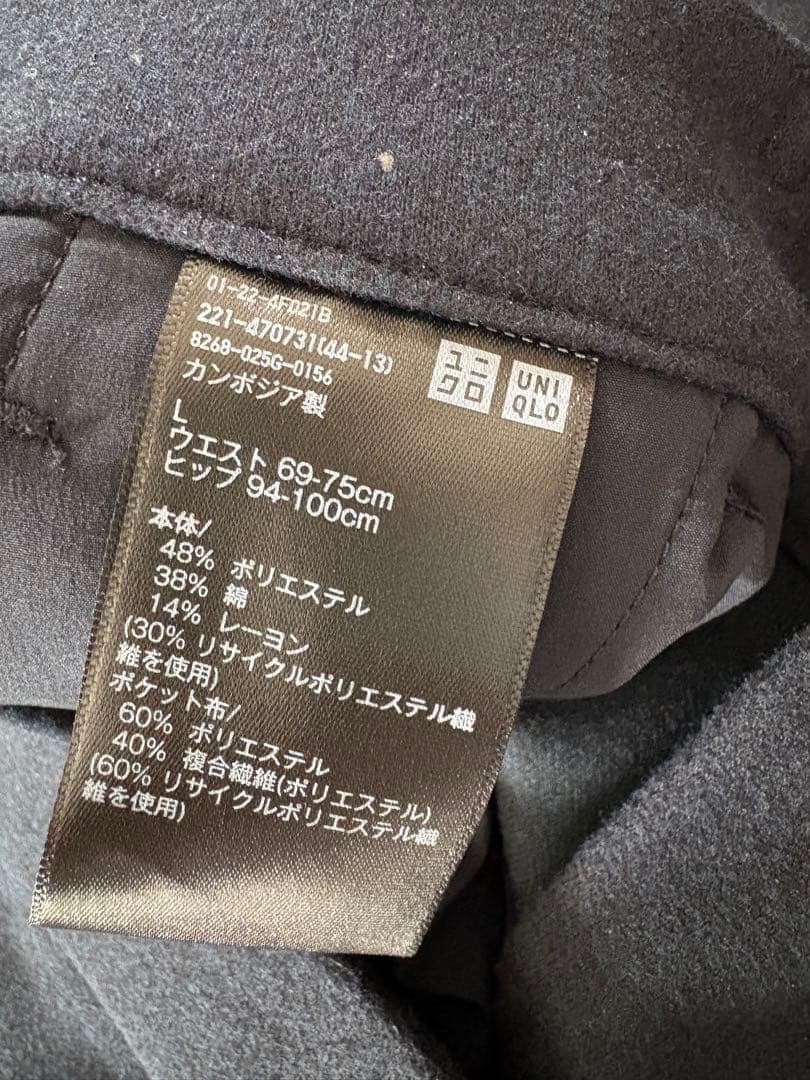 01-22-4FD21B
221-470731(44-13)
8268-025G-0156
カンボジア製
ユニクロ
UNIQLO
L
ウエスト 69-75cm
ヒップ 94-100cm
本体/
48% ポリエステル
38% 綿
14% レーヨン
(30% リサイクルポリエステル繊
維を使用)
ポケット布/
60% ポリエステル
40% 複合繊維(ポリエステル)
(60% リサイクルポリエステル繊
維を使用)